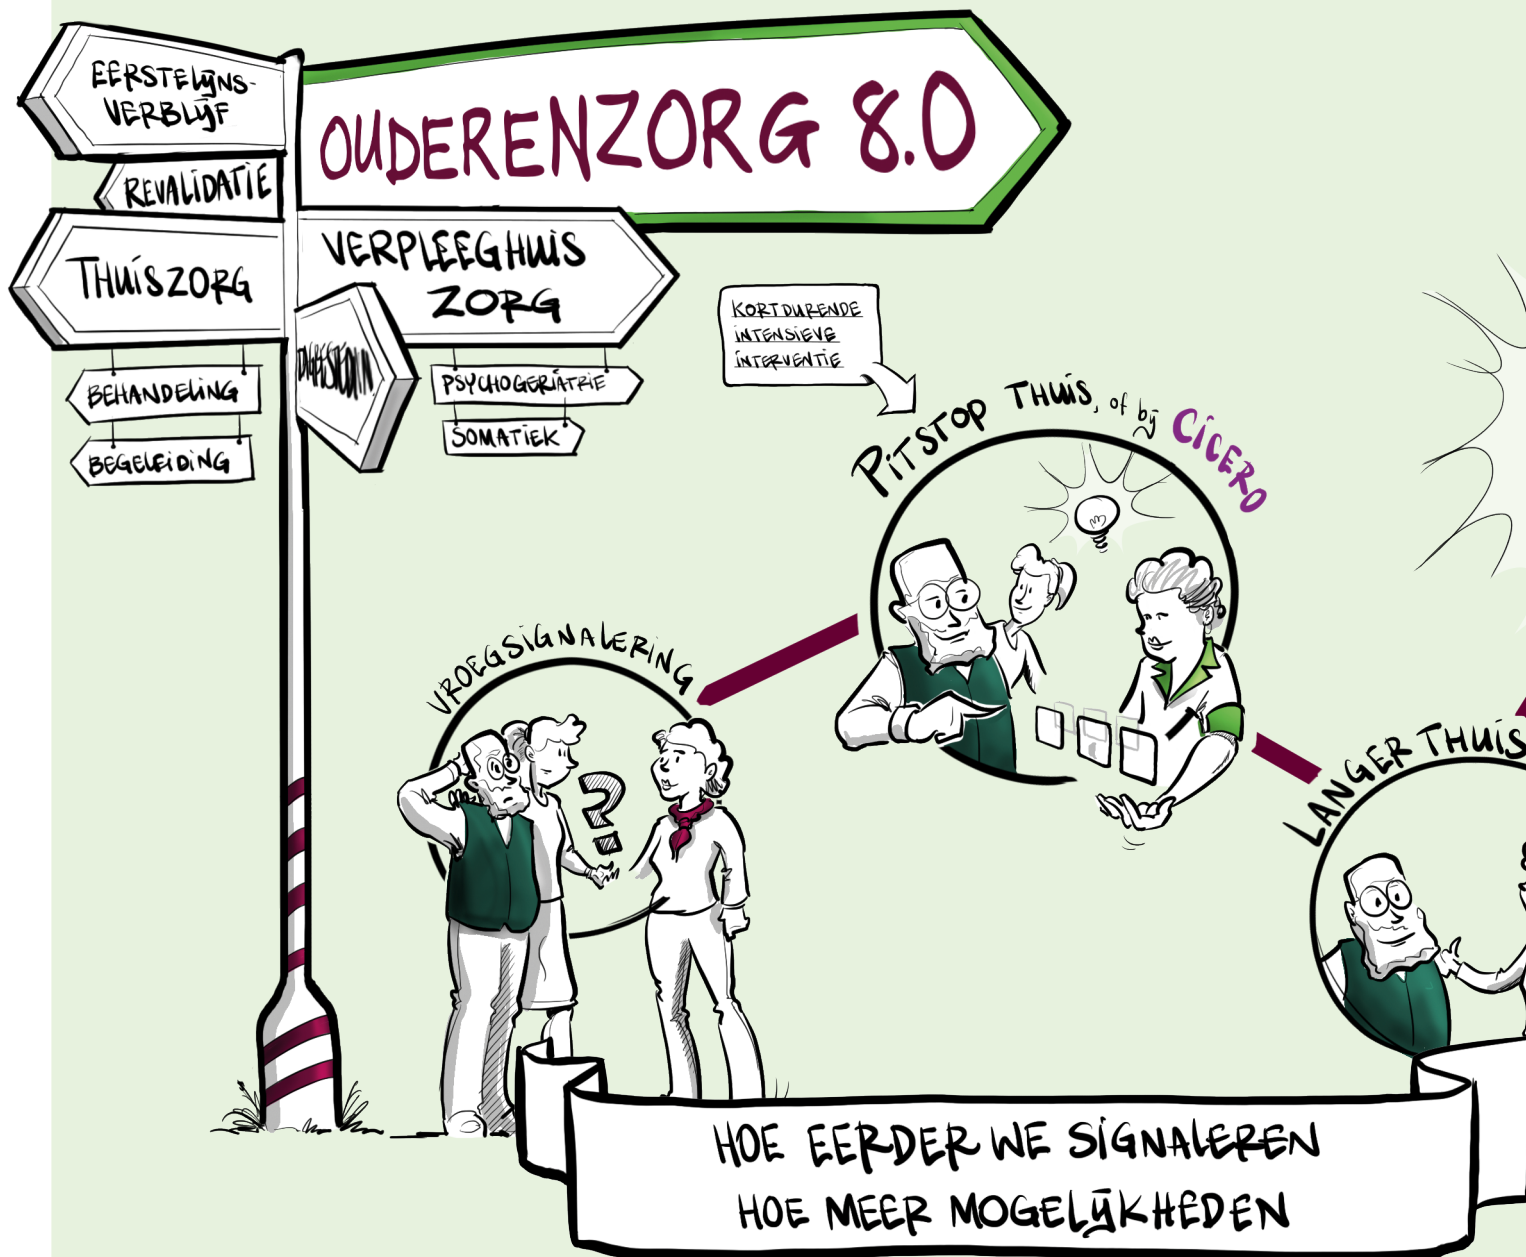 EERSTELIJNS-
VERBLIJF
OUDERENZORG 8.0
REVALIDATIE
THUISZORG
VERPLEEGHUIS
ZORG
BEHANDELING
BEGELEIDING
PSYCHOGERIATRIE
SOMATIEK
KORTDURENDE
INTENSIEVE
INTERVENTIE
PITSTOP THUIS, of bij CICERO
VROEGSIGNALERING
?
LANGER THUIS
HOE EERDER WE SIGNALEREN
HOE MEER MOGELIJKHEDEN